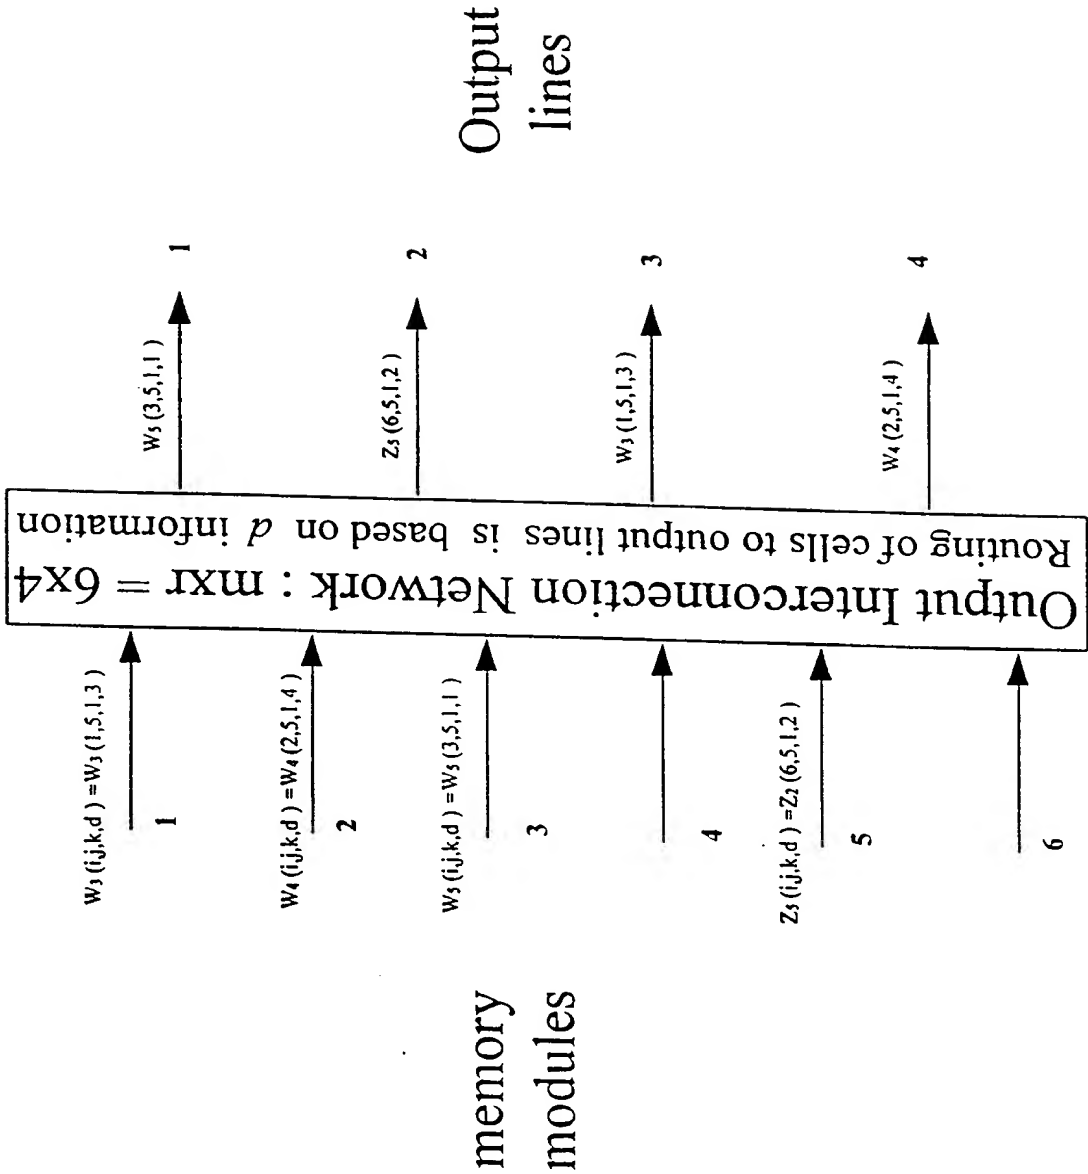 memory
modules
W3 (i,j,k,d ) =W3 (1,5,1,3)
1
W4 (i,j,k,d ) =W4 (2,5,1,4)
2
W5 (i,j,k,d ) =W5 (3,5,1,1)
3
4
Z5 (i,j,k,d ) =Z2 (6,5,1,2)
5
6
Output Interconnection Network : mxr = 6x4
Routing of cells to output lines is based on d information
W5 (3,5,1,1 )
1
Z5 (6,5,1,2)
2
W3 (1,5,1,3)
3
W4 (2,5,1,4)
4
Output
lines